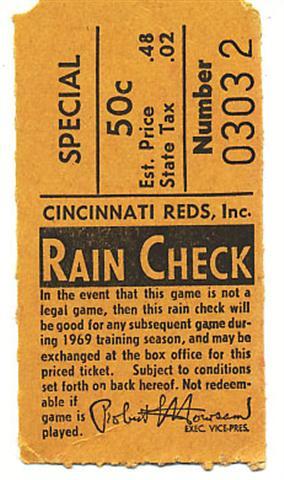 SPECIAL
50c
Est. Price .48
State Tax .02
Number
03032
CINCINNATI REDS, Inc.
RAIN CHECK
In the event that this game is not a
legal game, then this rain check will
be good for any subsequent game during
1969 training season, and may be
exchanged at the box office for this
priced ticket. Subject to conditions
set forth on back hereof. Not redeem-
able if
game is
played.
Robert L Howsam
EXEC. VICE-PRES.